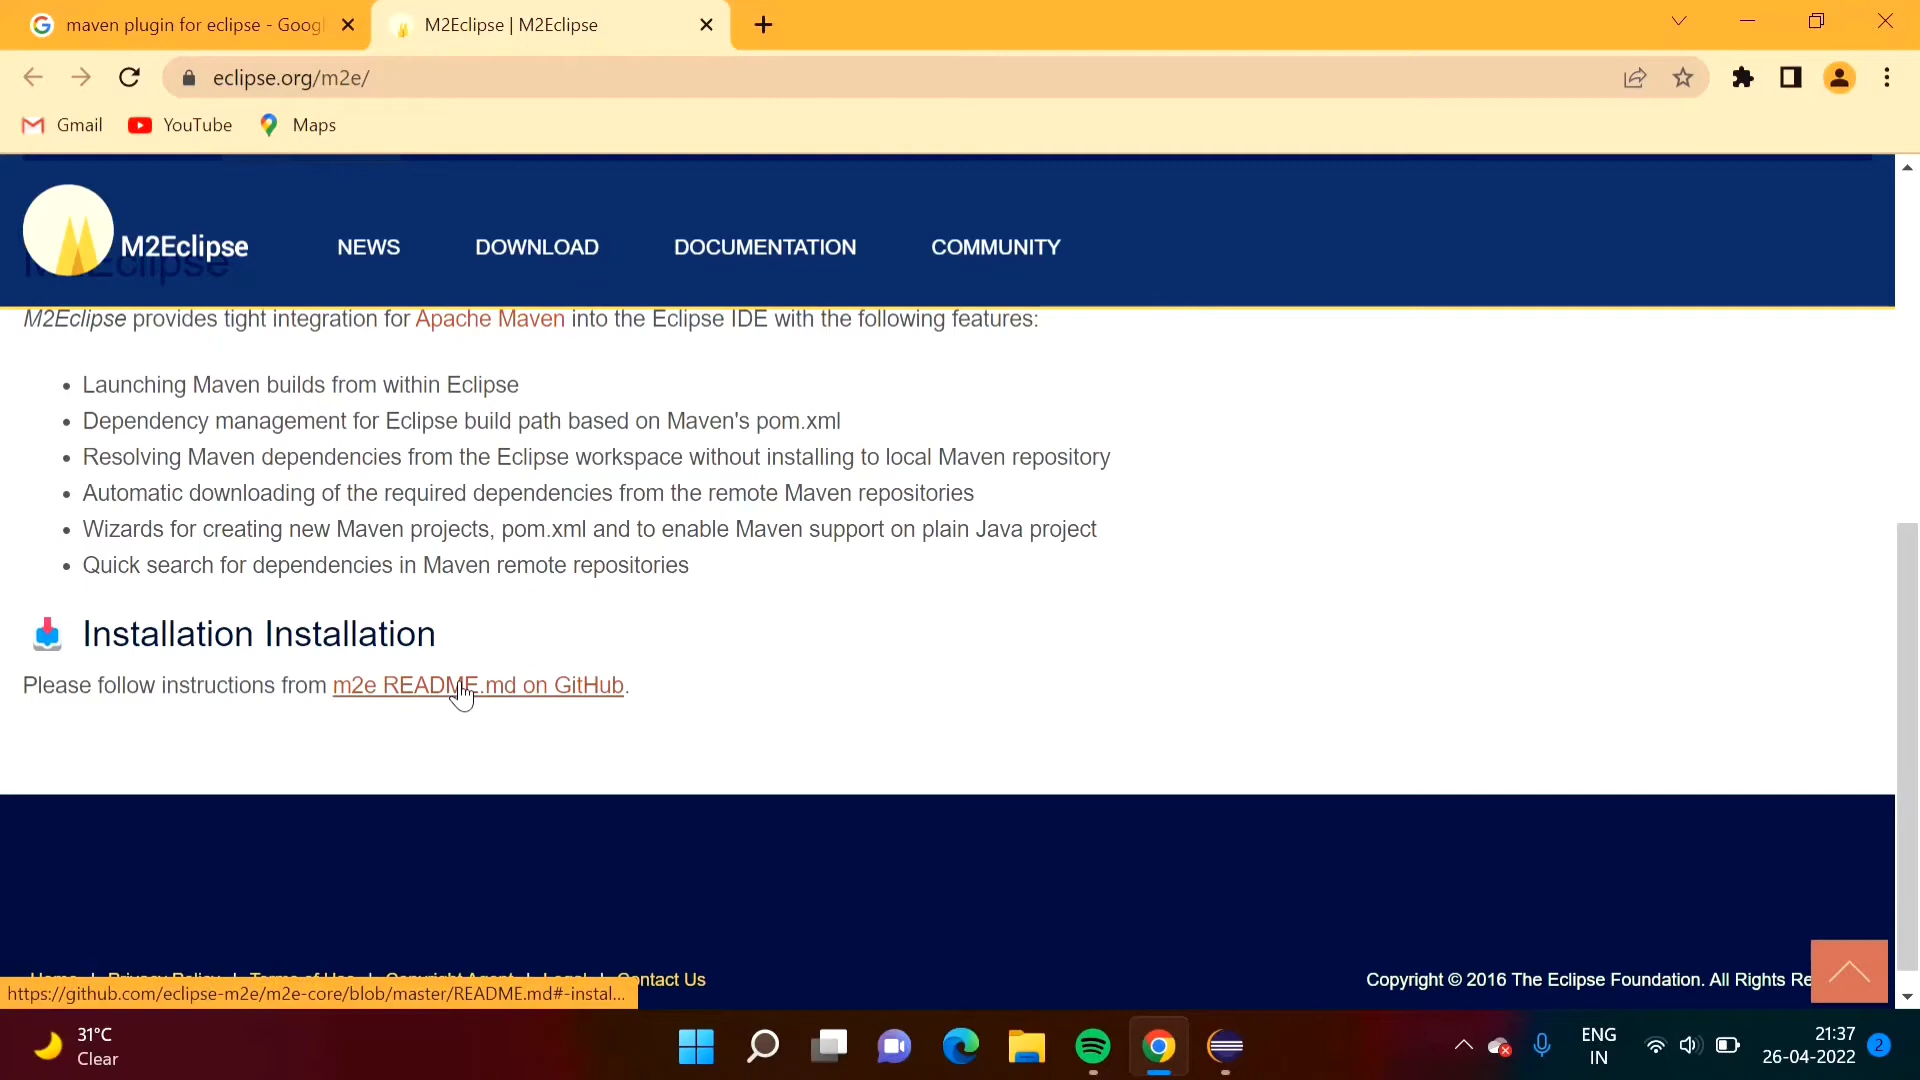 maven plugin for eclipse - Goog
M2Eclipse | M2Eclipse
eclipse.org/m2e/
Gmail
YouTube
Maps
M2Eclipse
NEWS
DOWNLOAD
DOCUMENTATION
COMMUNITY
M2Eclipse
M2Eclipse provides tight integration for Apache Maven into the Eclipse IDE with the following features:
• Launching Maven builds from within Eclipse
• Dependency management for Eclipse build path based on Maven's pom.xml
• Resolving Maven dependencies from the Eclipse workspace without installing to local Maven repository
• Automatic downloading of the required dependencies from the remote Maven repositories
• Wizards for creating new Maven projects, pom.xml and to enable Maven support on plain Java project
• Quick search for dependencies in Maven remote repositories
Installation Installation
Please follow instructions from m2e README.md on GitHub.
Home | Privacy Policy | Terms of Use | Copyright Agent | Legal | Contact Us
Copyright © 2016 The Eclipse Foundation. All Rights Re
https://github.com/eclipse-m2e/m2e-core/blob/master/README.md#-instal...
31°C
Clear
ENG
IN
21:37
26-04-2022
2